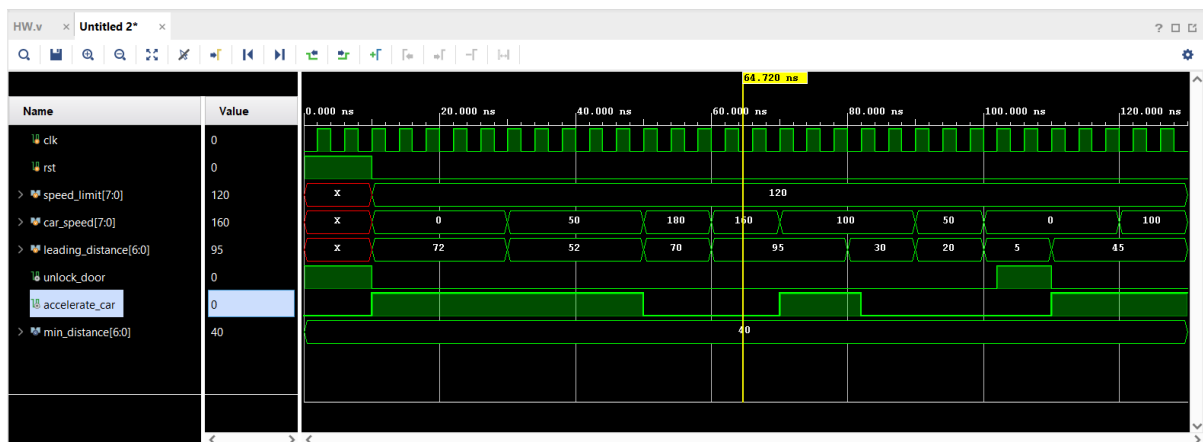 HW.v × Untitled 2* × ?
64.720 ns
Name Value 0.000 ns 20.000 ns 40.000 ns 60.000 ns 80.000 ns 100.000 ns 120.000 ns
clk 0
rst 0
speed_limit[7:0] 120 X 120
car_speed[7:0] 160 X 0 50 180 160 100 50 0 100
leading_distance[6:0] 95 X 72 52 70 95 30 20 5 45
unlock_door 0
accelerate_car 0
min_distance[6:0] 40 40